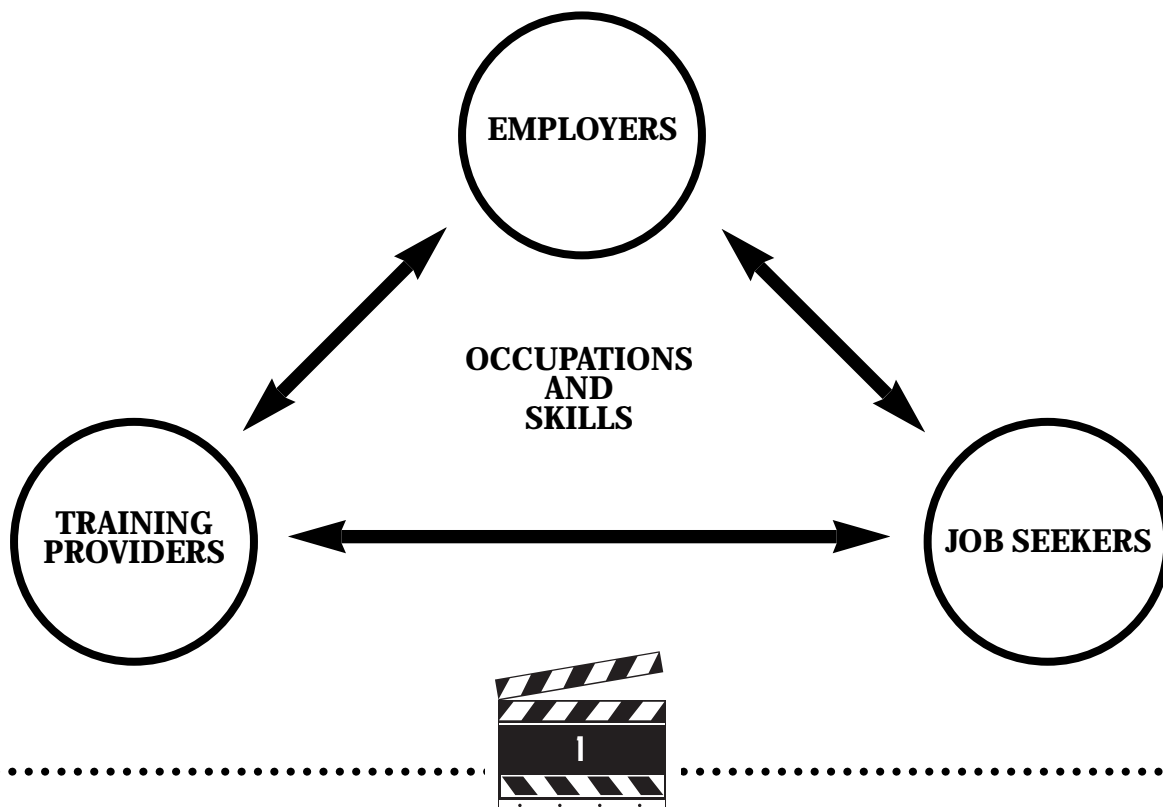 EMPLOYERS
OCCUPATIONS
AND
SKILLS
TRAINING
PROVIDERS
JOB SEEKERS
1